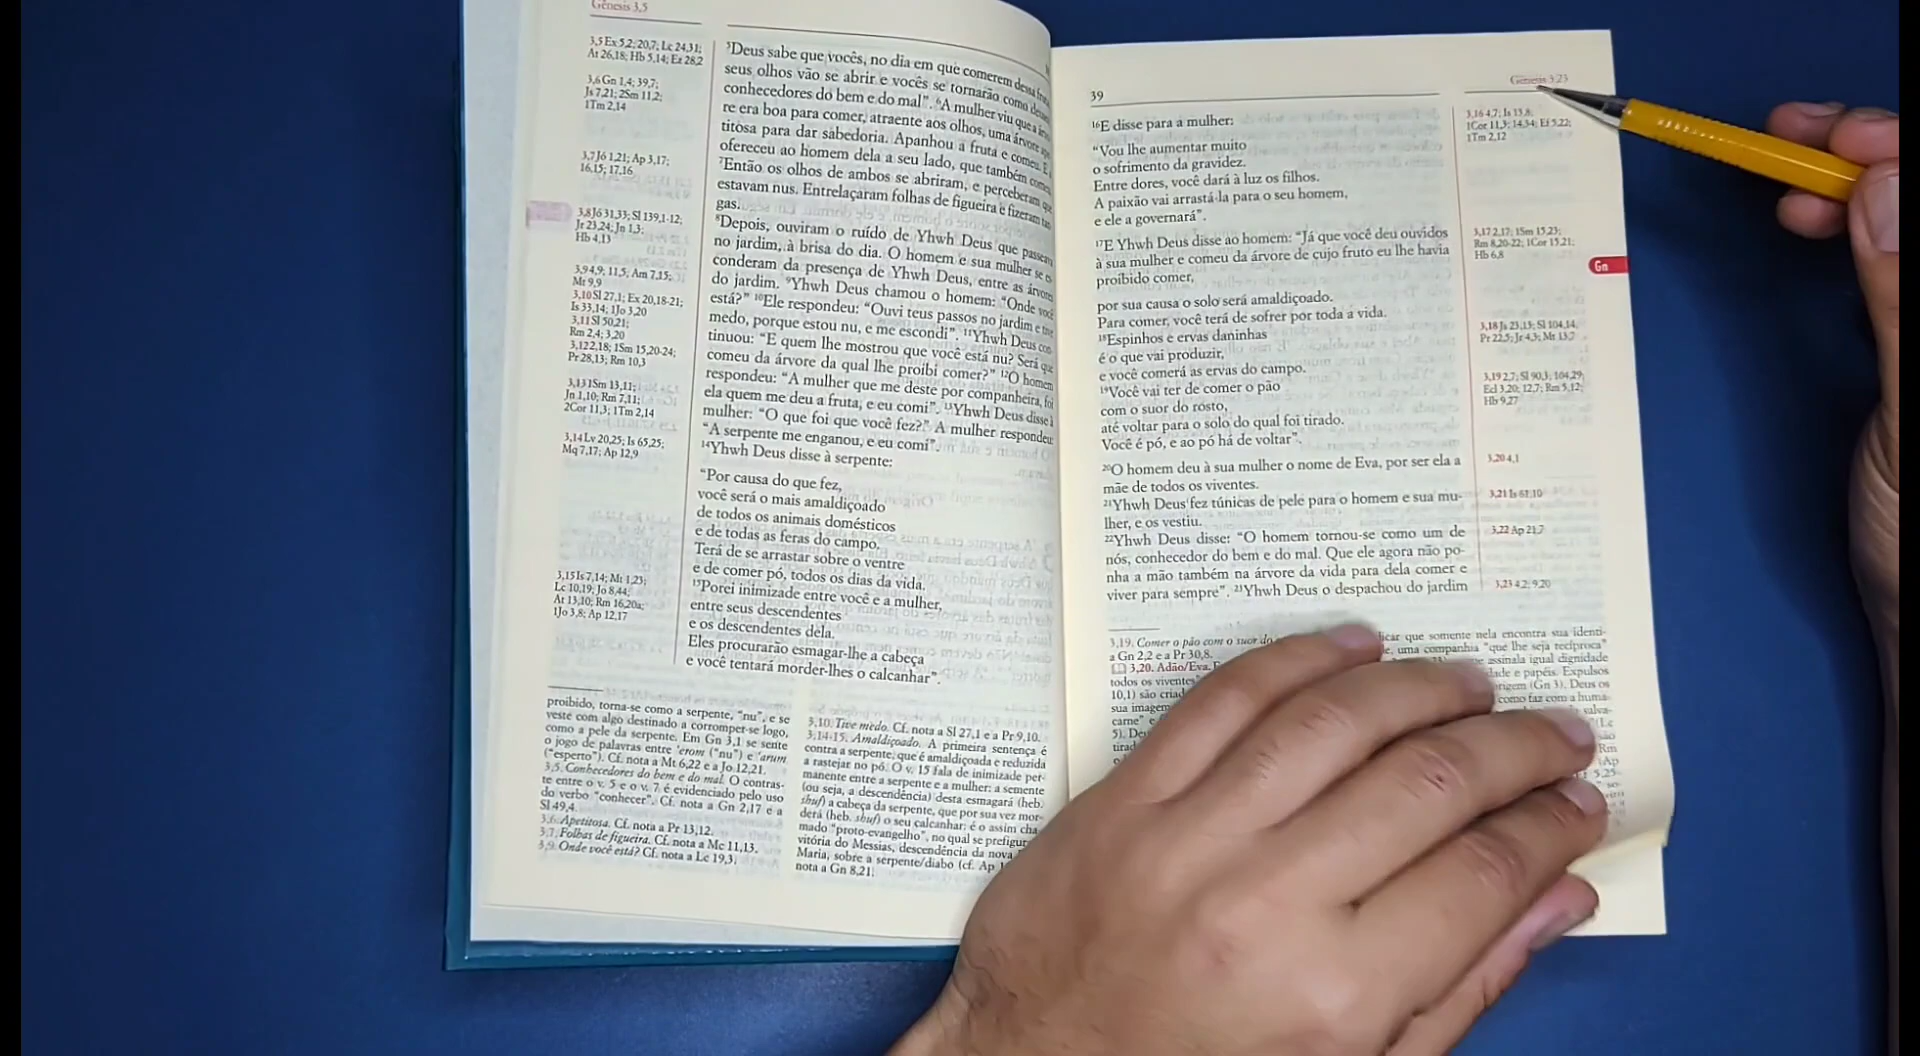 Gênesis 3,5
3,5 Ex 5,2; 20,7; Lc 24,31;
At 26,18; Hb 5,14; Ez 28,2
3,6 Gn 1,4; 39,7;
Js 7,21; 2Sm 11,2;
1Tm 2,14
3,7 Jó 1,21; Ap 3,17;
16,15; 17,16
3,8 Jó 31,33; Sl 139,1-12;
Jr 23,24; Jn 1,3;
Hb 4,13
3,9 4,9; 11,5; Am 7,15;
Mt 9,9
3,10 Sl 27,1; Ex 20,18-21;
Is 33,14; 1Jo 3,20
3,11 Sl 50,21;
Rm 2,4; 3,20
3,12 2,18; 1Sm 15,20-24;
Pr 28,13; Rm 10,3
3,13 1Sm 13,11;
Jn 1,10; Rm 7,11;
2Cor 11,3; 1Tm 2,14
3,14 Lv 20,25; Is 65,25;
Mq 7,17; Ap 12,9
3,15 Is 7,14; Mt 1,23;
Lc 10,19; Jo 8,44;
At 13,10; Rm 16,20a;
1Jo 3,8; Ap 12,17
⁵Deus sabe que vocês, no dia em que comerem dessa fruta
seus olhos vão se abrir e vocês se tornarão como deuses
conhecedores do bem e do mal”. ⁶A mulher viu que a
re era boa para comer, atraente aos olhos, uma árvore
titosa para dar sabedoria. Apanhou a fruta e comeu. E
ofereceu ao homem dela a seu lado, que também comeu.
⁷Então os olhos de ambos se abriram, e perceberam que
estavam nus. Entrelaçaram folhas de figueira e fizeram
gas.
⁸Depois, ouviram o ruído de Yhwh Deus que
no jardim, à brisa do dia. O homem e sua mulher se
conderam da presença de Yhwh Deus, entre as
do jardim. ⁹Yhwh Deus chamou o homem: “Onde você
está?” ¹⁰Ele respondeu: “Ouvi teus passos no jardim e tive
medo, porque estou nu, e me escondi”. ¹¹Yhwh Deus con
tinuou: “E quem lhe mostrou que você está nu? Será que
comeu da árvore da qual lhe proibi comer?” ¹²O homem
respondeu: “A mulher que me deste por companheira, foi
ela quem me deu a fruta, e eu comi”. ¹³Yhwh Deus disse à
mulher: “O que foi que você fez?” A mulher respondeu:
“A serpente me enganou, e eu comi”.
¹⁴Yhwh Deus disse à serpente:
“Por causa do que fez,
você será o mais amaldiçoado
de todos os animais domésticos
e de todas as feras do campo.
Terá de se arrastar sobre o ventre
e de comer pó, todos os dias da vida.
¹⁵Porei inimizade entre você e a mulher,
entre seus descendentes
e os descendentes dela.
Eles procurarão esmagar-lhe a cabeça
e você tentará morder-lhes o calcanhar”.
proibido, torna-se como a serpente, “nu”, e se
veste com algo destinado a corromper-se logo,
como a pele da serpente. Em Gn 3,1 se sente
o jogo de palavras entre ‘erom (“nu”) e ‘arum
(“esperto”). Cf. nota a Mt 6,22 e a Jo 12,21.
3,5. Conhecedores do bem e do mal. O contras-
te entre o v. 5 e o v. 7 é evidenciado pelo uso
do verbo “conhecer”. Cf. nota a Gn 2,17 e a
Sl 49,4.
3,6. Apetitosa. Cf. nota a Pr 13,12.
3,7. Folhas de figueira. Cf. nota a Mc 11,13.
3,9. Onde você está? Cf. nota a Lc 19,3.
3,10. Tive medo. Cf. nota a Sl 27,1 e a Pr 9,10.
3,14-15. Amaldiçoado. A primeira sentença é
contra a serpente, que é amaldiçoada e reduzida
a rastejar no pó. O v. 15 fala de inimizade per-
manente entre a serpente e a mulher: a semente
(ou seja, a descendência) desta esmagará (heb.
shuf) a cabeça da serpente, que por sua vez mor-
derá (heb. shuf) o seu calcanhar: é o assim cha
mado “proto-evangelho”, no qual se prefigur
vitória do Messias, descendência da nova
Maria, sobre a serpente/diabo (cf. Ap
nota a Gn 8,21.
39
Gênesis 3,23
¹⁶E disse para a mulher:
“Vou lhe aumentar muito
o sofrimento da gravidez.
Entre dores, você dará à luz os filhos.
A paixão vai arrastá-la para o seu homem,
e ele a governará”.
¹⁷E Yhwh Deus disse ao homem: “Já que você deu ouvidos
à sua mulher e comeu da árvore de cujo fruto eu lhe havia
proibido comer,
por sua causa o solo será amaldiçoado.
Para comer, você terá de sofrer por toda a vida.
¹⁸Espinhos e ervas daninhas
é o que vai produzir,
e você comerá as ervas do campo.
¹⁹Você vai ter de comer o pão
com o suor do rosto,
até voltar para o solo do qual foi tirado.
Você é pó, e ao pó há de voltar”.
²⁰O homem deu à sua mulher o nome de Eva, por ser ela a
mãe de todos os viventes.
²¹Yhwh Deus fez túnicas de pele para o homem e sua mu-
lher, e os vestiu.
²²Yhwh Deus disse: “O homem tornou-se como um de
nós, conhecedor do bem e do mal. Que ele agora não po-
nha a mão também na árvore da vida para dela comer e
viver para sempre”. ²³Yhwh Deus o despachou do jardim
3,16 4,7; Is 13,8;
1Cor 11,3; 14,34; Ef 5,22;
1Tm 2,12
3,17 2,17; 1Sm 15,23;
Rm 8,20-22; 1Cor 15,21;
Hb 6,8
Gn
3,18 Js 23,13; Sl 104,14,
Pr 22,5; Jr 4,3; Mt 13,7
3,19 2,7; Sl 90,3; 104,29;
Ecl 3,20; 12,7; Rm 5,12;
Hb 9,27
3,20 4,1
3,21 Is 61,10
3,22 Ap 21,7
3,23 4,2; 9,20
3,19. Comer o pão com o suor do
a Gn 2,2 e a Pr 30,8.
3,20. Adão/Eva.
todos os viventes”
10,1) são criad
sua imagem
carne” e
5). Deu
tirad
licar que somente nela encontra sua identi-
uma companhia “que lhe seja recíproca”
assinala igual dignidade
dade e papéis. Expulsos
origem (Gn 3). Deus os
como faz com a huma-
salva-
(Lc
são
Rm
(Ap
5,25-